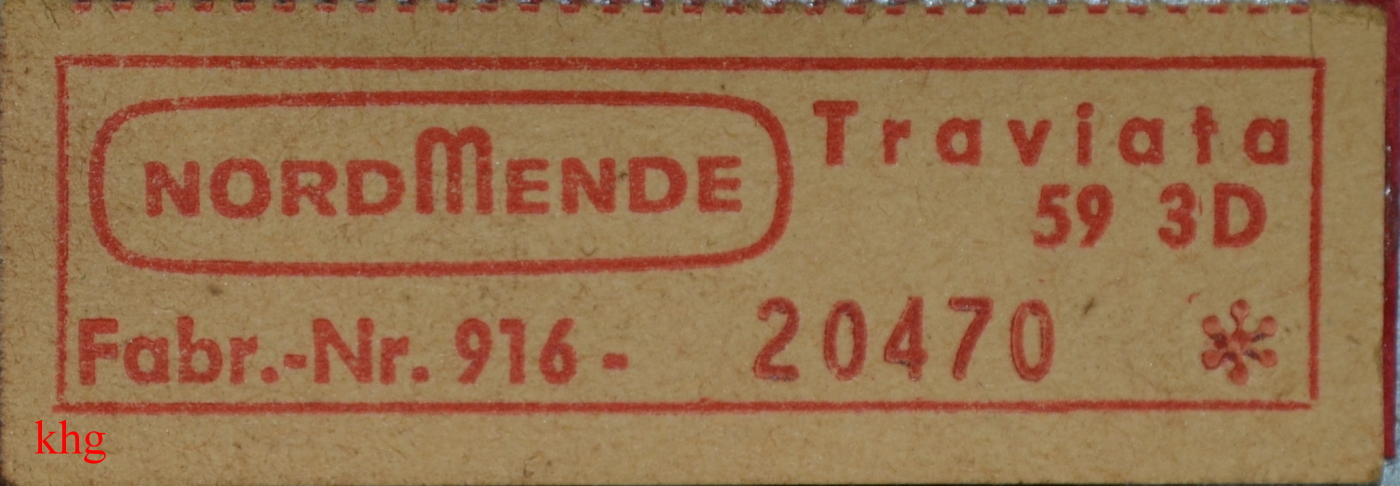 NORDMENDE
Traviata
59 3D
Fabr.-Nr. 916 - 20470 *
khg